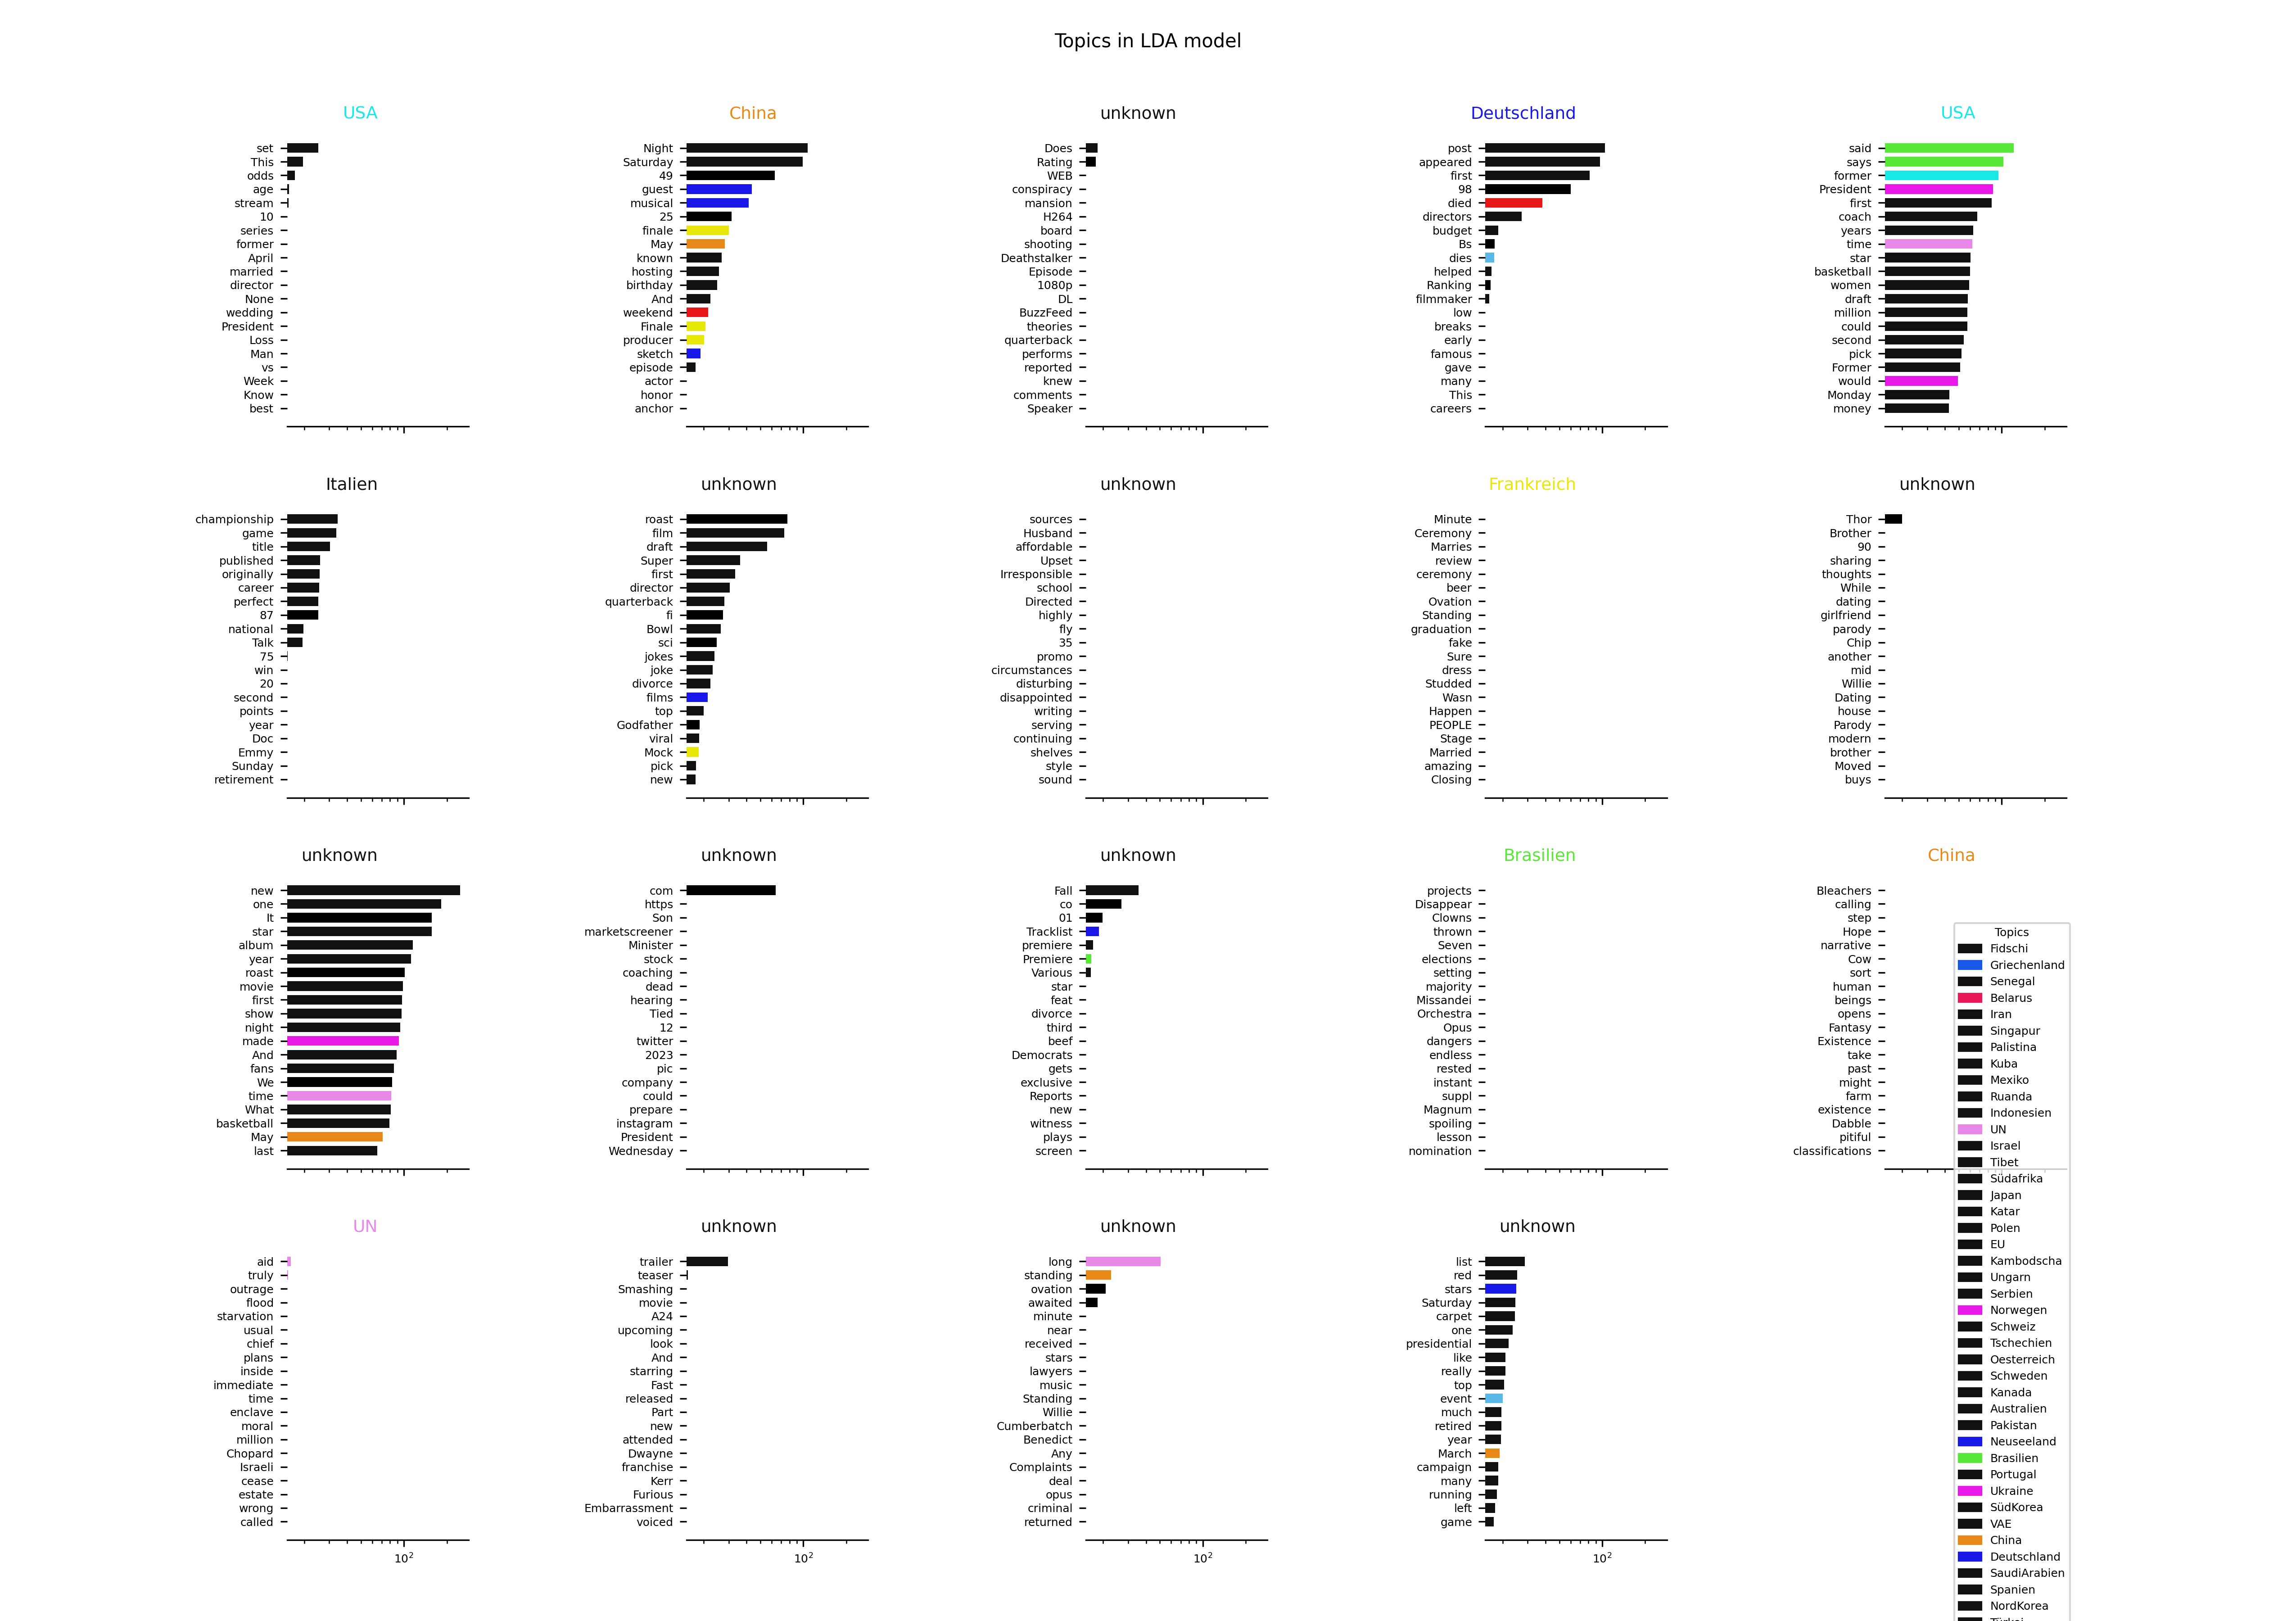 Topics in LDA model
USA
set
This
odds
age
stream
10
series
former
April
married
director
None
wedding
President
Loss
Man
vs
Week
Know
best
China
Night
Saturday
49
guest
musical
25
finale
May
known
hosting
birthday
And
weekend
Finale
producer
sketch
episode
actor
honor
anchor
unknown
Does
Rating
WEB
conspiracy
mansion
H264
board
shooting
Deathstalker
Episode
1080p
DL
BuzzFeed
theories
quarterback
performs
reported
knew
comments
Speaker
Deutschland
post
appeared
first
98
died
directors
budget
Bs
dies
helped
Ranking
filmmaker
low
breaks
early
famous
gave
many
This
careers
USA
said
says
former
President
first
coach
years
time
star
basketball
women
draft
million
could
second
pick
Former
would
Monday
money
Italien
championship
game
title
published
originally
career
perfect
87
national
Talk
75
win
20
second
points
year
Doc
Emmy
Sunday
retirement
unknown
roast
film
draft
Super
first
director
quarterback
fi
Bowl
sci
jokes
joke
divorce
films
top
Godfather
viral
Mock
pick
new
unknown
sources
Husband
affordable
Upset
Irresponsible
school
Directed
highly
fly
35
promo
circumstances
disturbing
disappointed
writing
serving
continuing
shelves
style
sound
Frankreich
Minute
Ceremony
Marries
review
ceremony
beer
Ovation
Standing
graduation
fake
Sure
dress
Studded
Wasn
Happen
PEOPLE
Stage
Married
amazing
Closing
unknown
Thor
Brother
90
sharing
thoughts
While
dating
girlfriend
parody
Chip
another
mid
Willie
Dating
house
Parody
modern
brother
Moved
buys
unknown
new
one
It
star
album
year
roast
movie
first
show
night
made
And
fans
We
time
What
basketball
May
last
unknown
com
https
Son
marketscreener
Minister
stock
coaching
dead
hearing
Tied
12
twitter
2023
pic
company
could
prepare
instagram
President
Wednesday
unknown
Fall
co
01
Tracklist
premiere
Premiere
Various
star
feat
divorce
third
beef
Democrats
gets
exclusive
Reports
new
witness
plays
screen
Brasilien
projects
Disappear
Clowns
thrown
Seven
elections
setting
majority
Missandei
Orchestra
Opus
dangers
endless
rested
instant
suppl
Magnum
spoiling
lesson
nomination
China
Bleachers
calling
step
Hope
narrative
Cow
sort
human
beings
opens
Fantasy
Existence
take
past
might
farm
existence
Dabble
pitiful
classifications
UN
aid
truly
outrage
flood
starvation
usual
chief
plans
inside
immediate
time
enclave
moral
million
Chopard
Israeli
cease
estate
wrong
called
10²
unknown
trailer
teaser
Smashing
movie
A24
upcoming
look
And
starring
Fast
released
Part
new
attended
Dwayne
franchise
Kerr
Furious
Embarrassment
voiced
10²
unknown
long
standing
ovation
awaited
minute
near
received
stars
lawyers
music
Standing
Willie
Cumberbatch
Benedict
Any
Complaints
deal
opus
criminal
returned
10²
unknown
list
red
stars
Saturday
carpet
one
presidential
like
really
top
event
much
retired
year
March
campaign
many
running
left
game
10²
Topics
Fidschi
Griechenland
Senegal
Belarus
Iran
Singapur
Palistina
Kuba
Mexiko
Ruanda
Indonesien
UN
Israel
Tibet
Südafrika
Japan
Katar
Polen
EU
Kambodscha
Ungarn
Serbien
Norwegen
Schweiz
Tschechien
Oesterreich
Schweden
Kanada
Australien
Pakistan
Neuseeland
Brasilien
Portugal
Ukraine
SüdKorea
VAE
China
Deutschland
SaudiArabien
Spanien
NordKorea